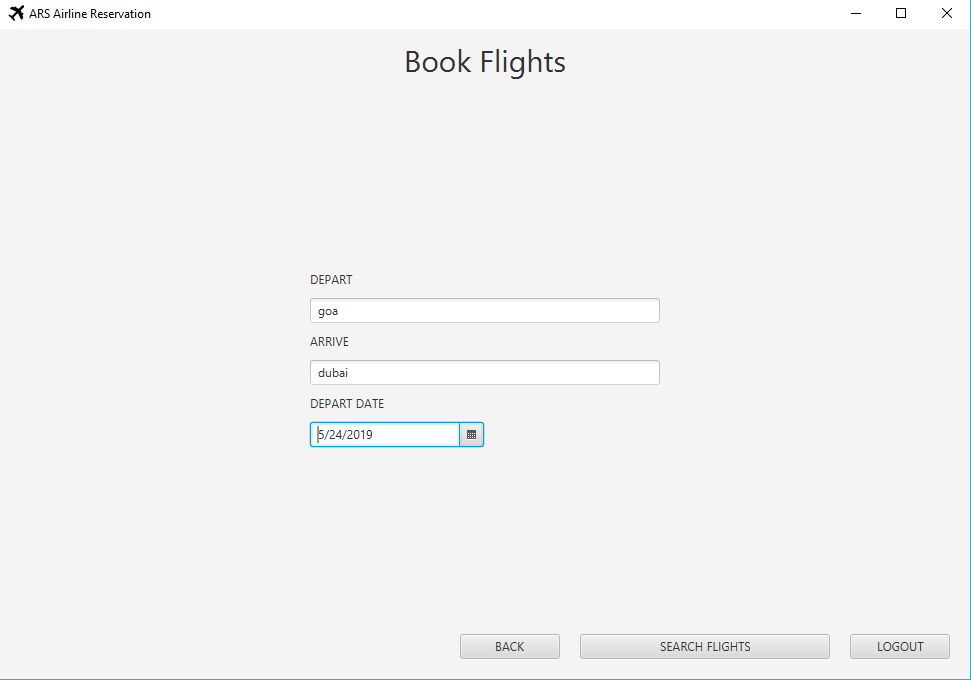 ARS Airline Reservation
Book Flights
DEPART
goa
ARRIVE
dubai
DEPART DATE
5/24/2019
BACK SEARCH FLIGHTS LOGOUT